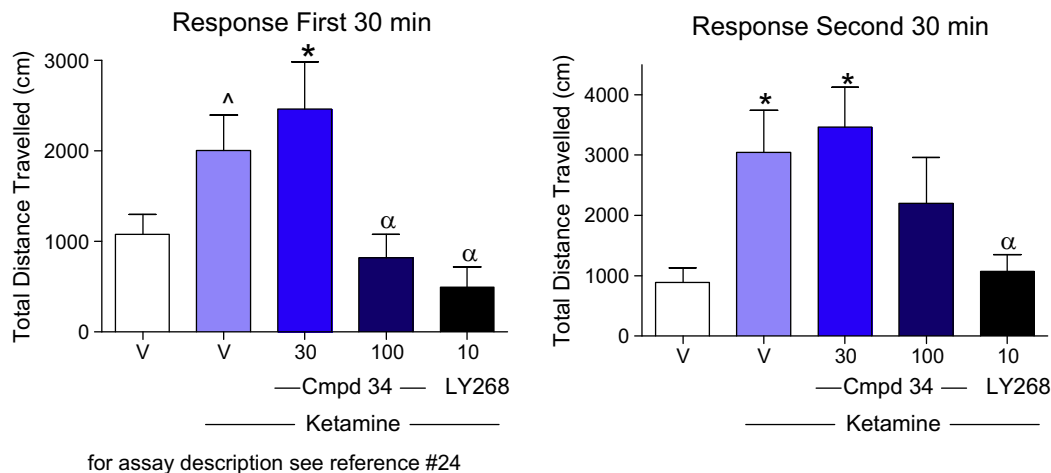 Response First 30 min
Total Distance Travelled (cm)
3000
2000
1000
0
^
*
α
α
V
V
30
100
10
Cmpd 34
LY268
Ketamine
for assay description see reference #24
Response Second 30 min
Total Distance Travelled (cm)
4000
3000
2000
1000
0
*
*
α
V
V
30
100
10
Cmpd 34
LY268
Ketamine